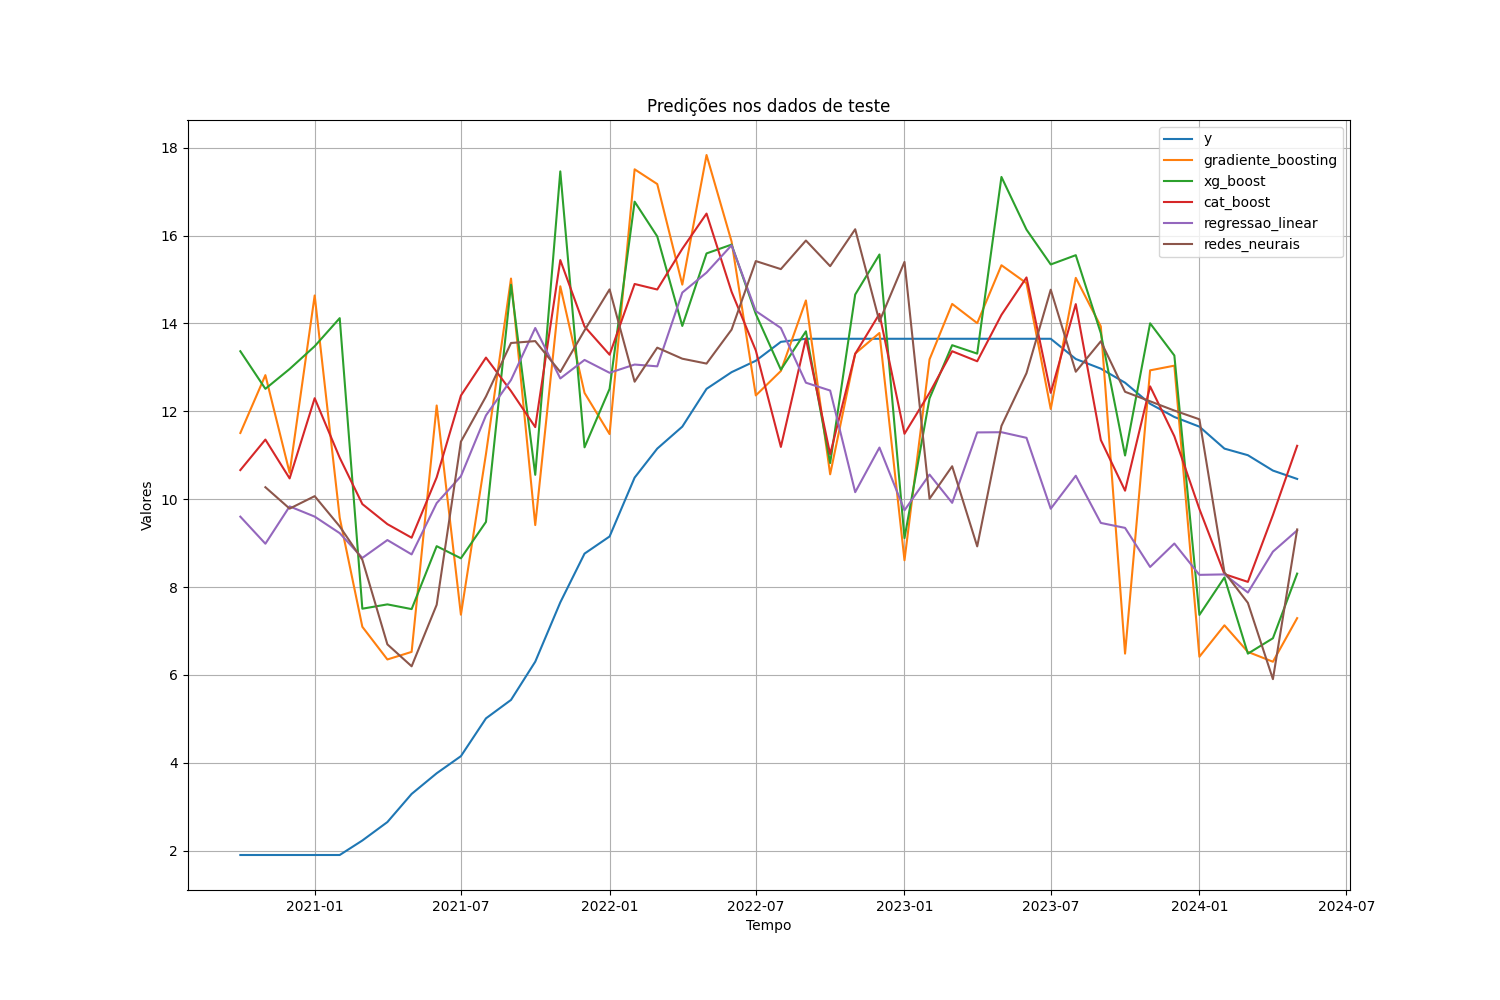 Predições nos dados de teste
y
gradiente_boosting
xg_boost
cat_boost
regressao_linear
redes_neurais
Valores
18
16
14
12
10
8
6
4
2
2021-01
2021-07
2022-01
2022-07
2023-01
2023-07
2024-01
2024-07
Tempo